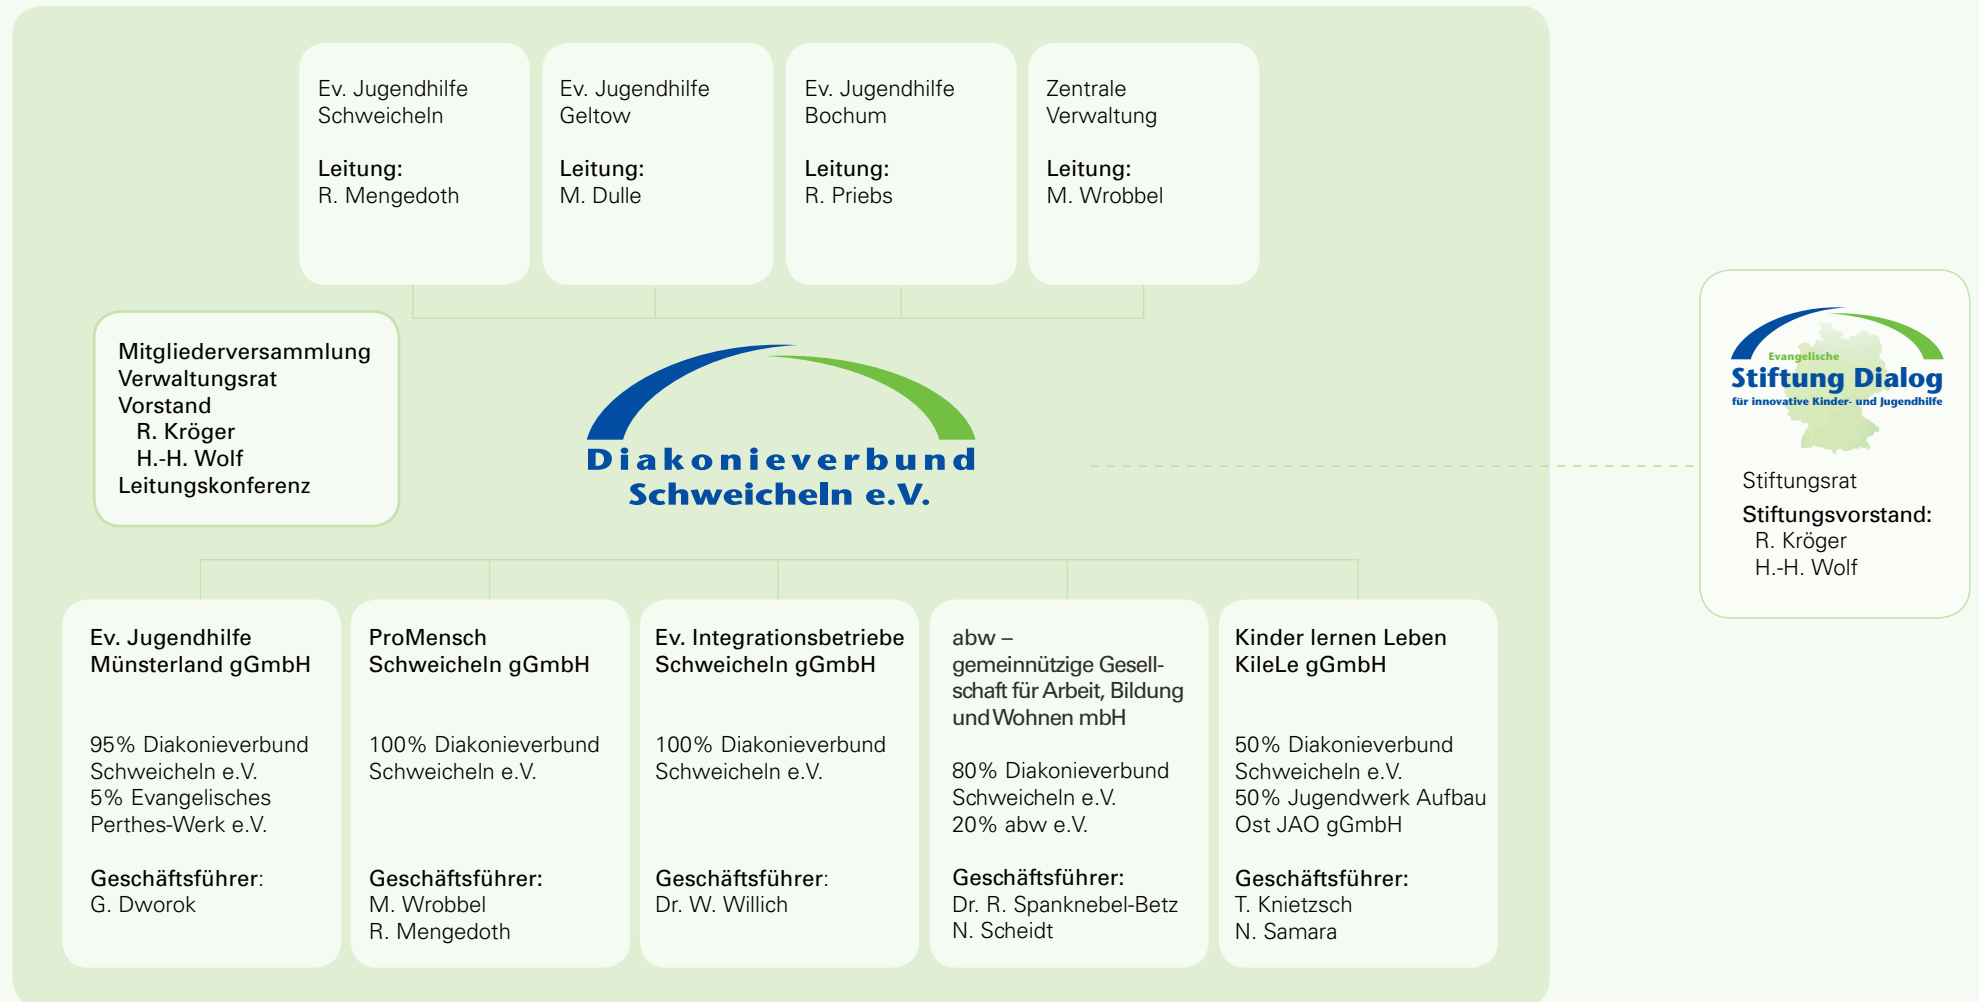 Ev. Jugendhilfe
Schweicheln
Leitung:
R. Mengedoth
Ev. Jugendhilfe
Geltow
Leitung:
M. Dulle
Ev. Jugendhilfe
Bochum
Leitung:
R. Priebs
Zentrale
Verwaltung
Leitung:
M. Wrobbel
Mitgliederversammlung
Verwaltungsrat
Vorstand
R. Kröger
H.-H. Wolf
Leitungskonferenz
Diakonieverbund
Schweicheln e.V.
Evangelische
Stiftung Dialog
für innovative Kinder- und Jugendhilfe
Stiftungsrat
Stiftungsvorstand:
R. Kröger
H.-H. Wolf
Ev. Jugendhilfe
Münsterland gGmbH
95% Diakonieverbund
Schweicheln e.V.
5% Evangelisches
Perthes-Werk e.V.
Geschäftsführer:
G. Dworok
ProMensch
Schweicheln gGmbH
100% Diakonieverbund
Schweicheln e.V.
Geschäftsführer:
M. Wrobbel
R. Mengedoth
Ev. Integrationsbetriebe
Schweicheln gGmbH
100% Diakonieverbund
Schweicheln e.V.
Geschäftsführer:
Dr. W. Willich
abw –
gemeinnützige Gesell-
schaft für Arbeit, Bildung
und Wohnen mbH
80% Diakonieverbund
Schweicheln e.V.
20% abw e.V.
Geschäftsführer:
Dr. R. Spanknebel-Betz
N. Scheidt
Kinder lernen Leben
KileLe gGmbH
50% Diakonieverbund
Schweicheln e.V.
50% Jugendwerk Aufbau
Ost JAO gGmbH
Geschäftsführer:
T. Knietzsch
N. Samara